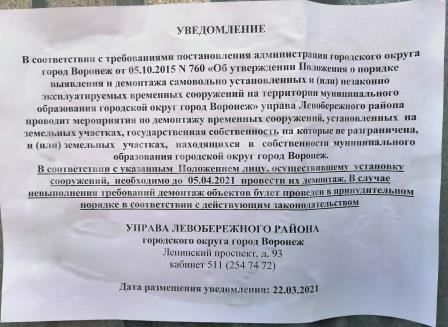 УВЕДОМЛЕНИЕ
В соответствии с требованиями постановления администрации городского округа
город Воронеж от 05.10.2015 N 760 «Об утверждении Положения о порядке
выявления и демонтажа самовольно установленных и (или) незаконно
эксплуатируемых временных сооружений на территории муниципального
образования городской округ город Воронеж» управа Левобережного района
проводит мероприятия по демонтажу временных сооружений, установленных на
земельных участках, государственная собственность на которые не разграничена,
и (или) земельных участках, находящихся в собственности муниципального
образования городской округ город Воронеж.
В соответствии с указанным Положением лицу, осуществившему установку
сооружений, необходимо до 05.04.2021 провести их демонтаж. В случае
невыполнения требований демонтаж объектов будет проведен в принудительном
порядке в соответствии с действующим законодательством
УПРАВА ЛЕВОБЕРЕЖНОГО РАЙОНА
городского округа город Воронеж
Ленинский проспект, д. 93
кабинет 511 (254 74 72)
Дата размещения уведомления: 22.03.2021